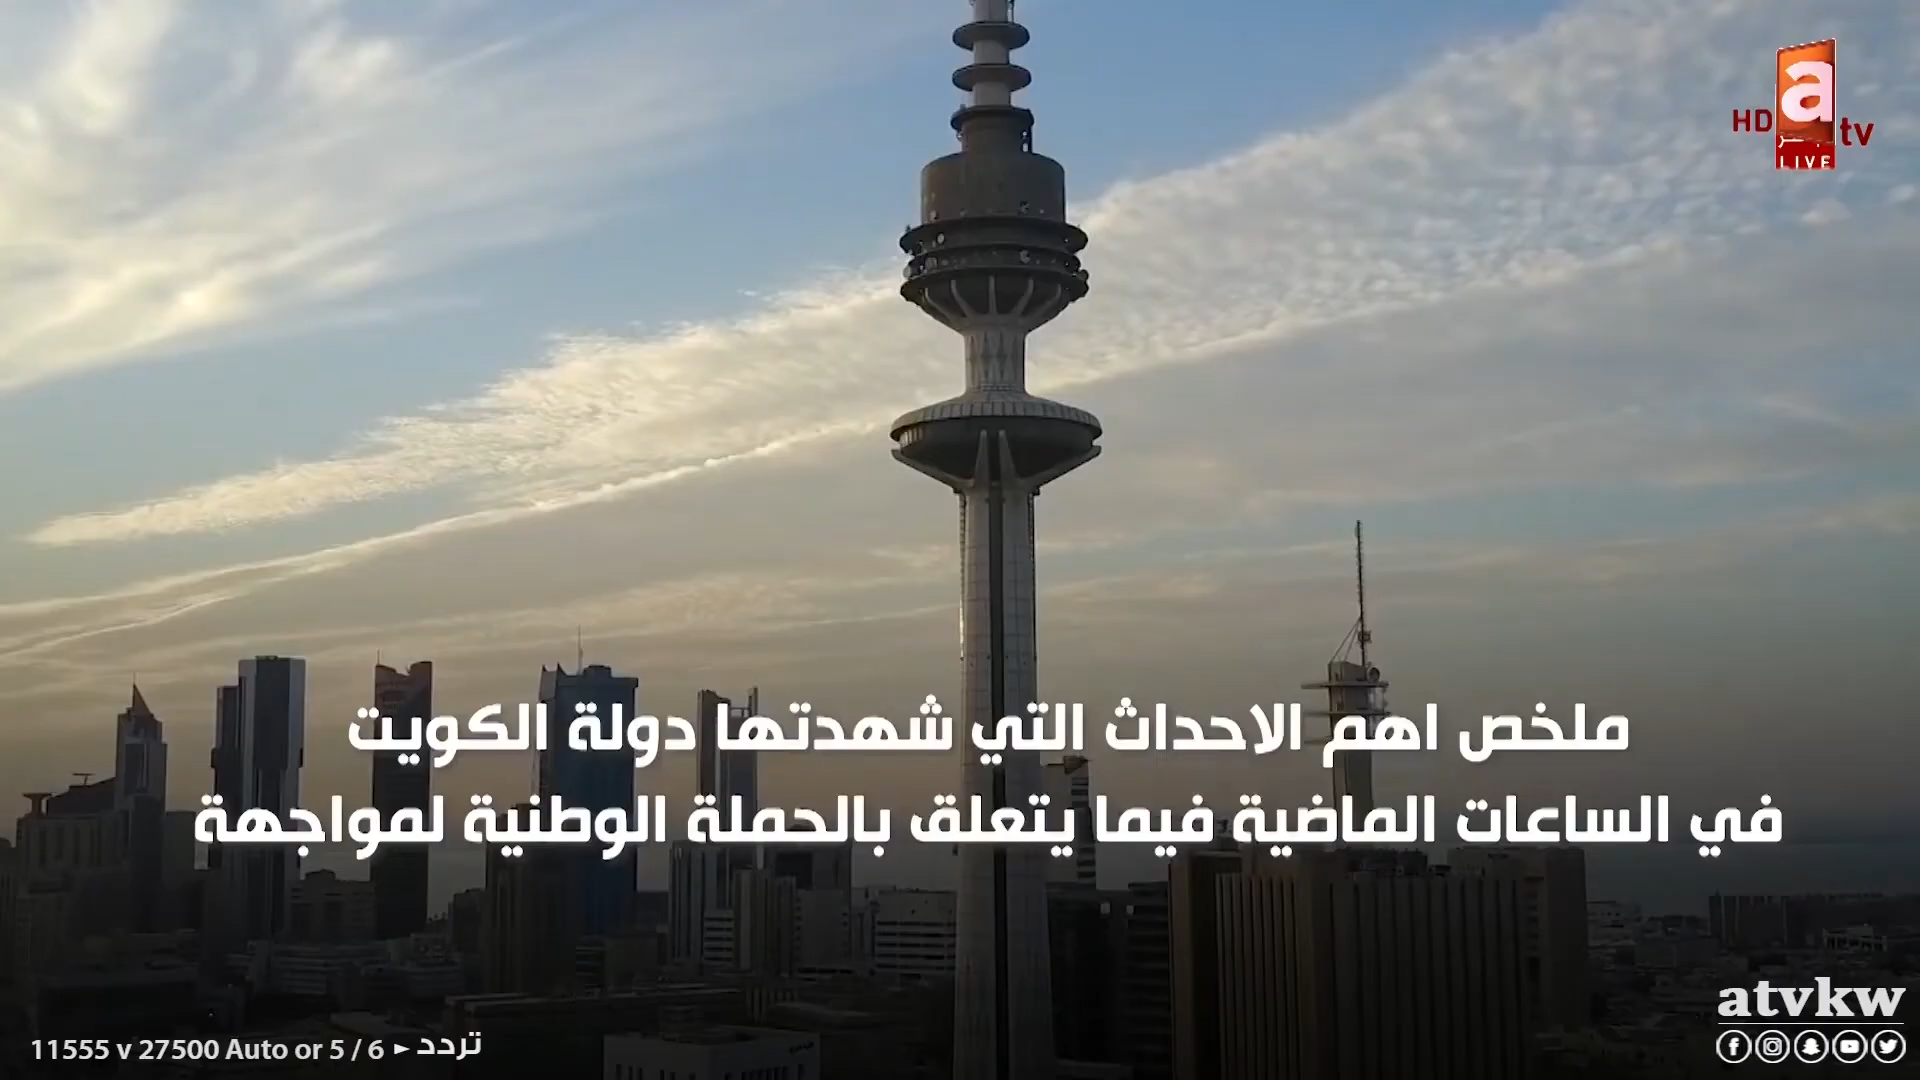 HD
a
tv
LIVE
ملخص اهم الاحداث التي شهدتها دولة الكويت
في الساعات الماضية فيما يتعلق بالحملة الوطنية لمواجهة
atvkw
11555 v 27500 Auto or 5 / 6 ► تردد